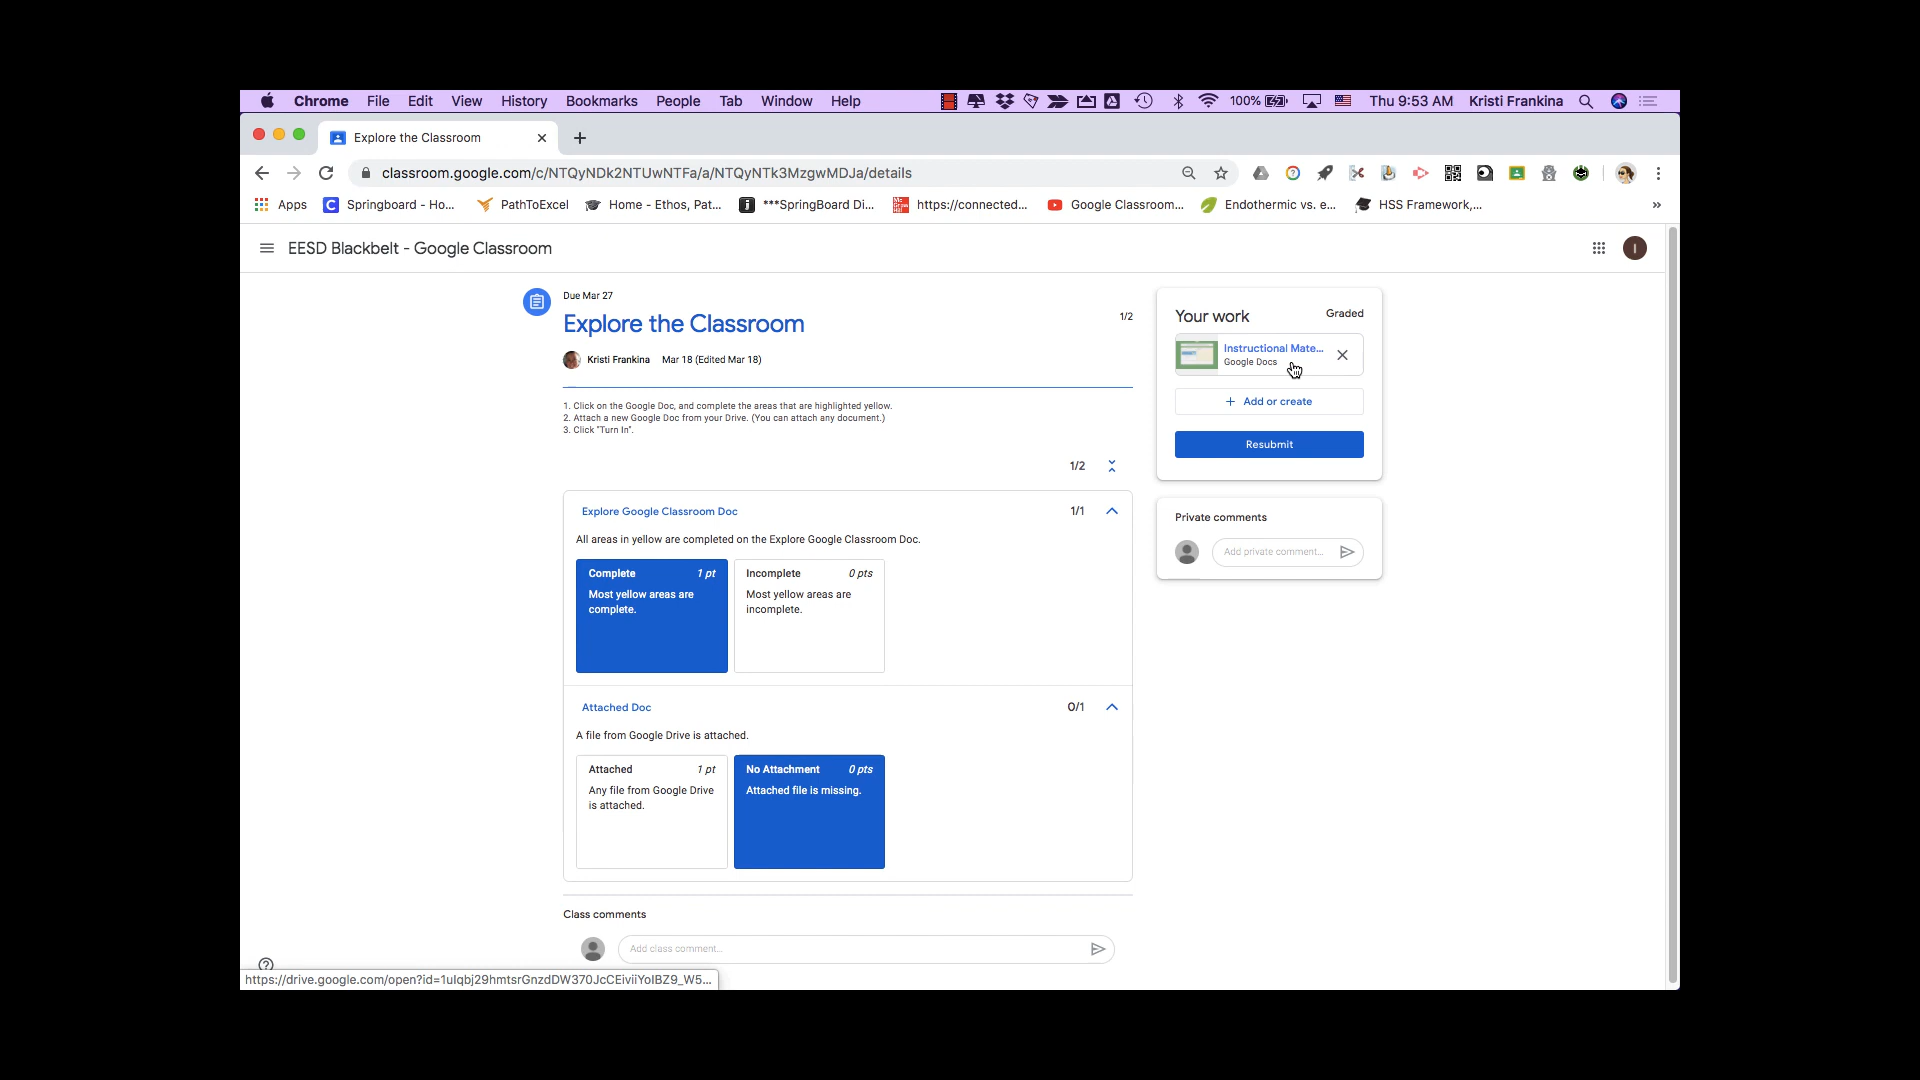 Chrome File Edit View History Bookmarks People Tab Window Help 100% Thu 9:53 AM Kristi Frankina
Explore the Classroom
classroom.google.com/c/NTQyNDk2NTUwNTFa/a/NTQyNTk3MzgwMDJa/details
Apps Springboard - Ho... PathToExcel Home - Ethos, Pat... ***SpringBoard Di... https://connected... Google Classroom... Endothermic vs. e... HSS Framework,... »
EESD Blackbelt - Google Classroom I
Due Mar 27
Explore the Classroom 1/2
Kristi Frankina Mar 18 (Edited Mar 18)
1. Click on the Google Doc, and complete the areas that are highlighted yellow.
2. Attach a new Google Doc from your Drive. (You can attach any document.)
3. Click "Turn In".
1/2
Explore Google Classroom Doc 1/1
All areas in yellow are completed on the Explore Google Classroom Doc.
Complete 1 pt
Most yellow areas are
complete.
Incomplete 0 pts
Most yellow areas are
incomplete.
Attached Doc 0/1
A file from Google Drive is attached.
Attached 1 pt
Any file from Google Drive
is attached.
No Attachment 0 pts
Attached file is missing.
Class comments
Add class comment...
Your work Graded
Instructional Mate...
Google Docs
+ Add or create
Resubmit
Private comments
Add private comment...
https://drive.google.com/open?id=1uIqbj29hmtsrGnzdDW370JcCEiviiYolBZ9_W5...